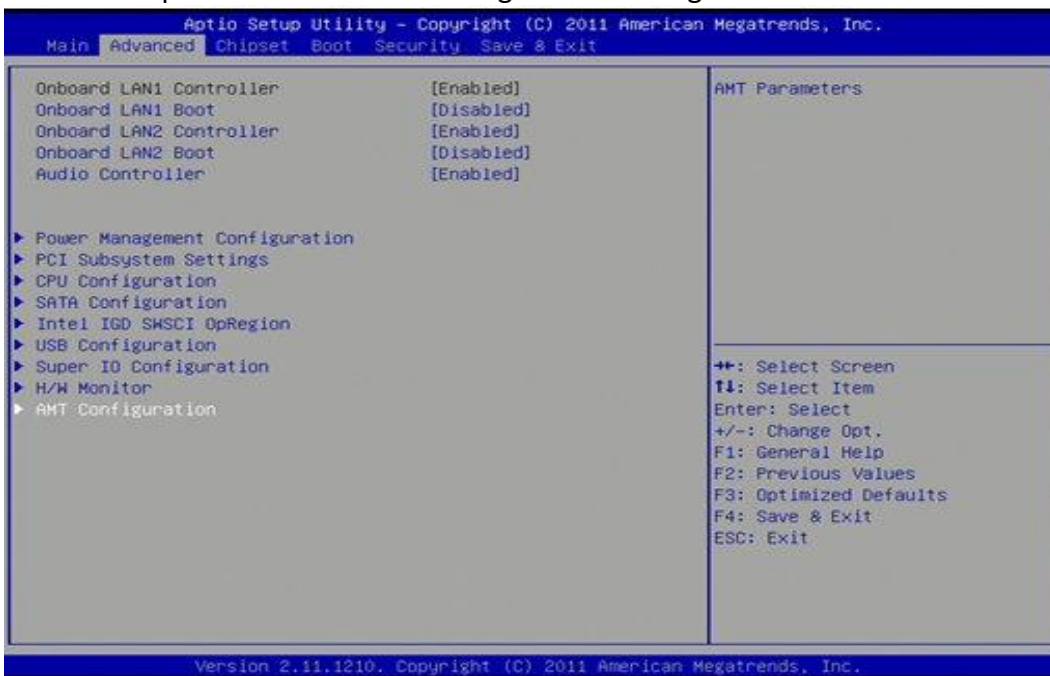 Aptio Setup Utility - Copyright (C) 2011 American Megatrends, Inc.
Main Advanced Chipset Boot Security Save & Exit
Onboard LAN1 Controller [Enabled]
Onboard LAN1 Boot [Disabled]
Onboard LAN2 Controller [Enabled]
Onboard LAN2 Boot [Disabled]
Audio Controller [Enabled]
► Power Management Configuration
► PCI Subsystem Settings
► CPU Configuration
► SATA Configuration
► Intel IGD SWSCI OpRegion
► USB Configuration
► Super IO Configuration
► H/W Monitor
► AMT Configuration
AMT Parameters
→←: Select Screen
↑↓: Select Item
Enter: Select
+/-: Change Opt.
F1: General Help
F2: Previous Values
F3: Optimized Defaults
F4: Save & Exit
ESC: Exit
Version 2.11.1210. Copyright (C) 2011 American Megatrends, Inc.